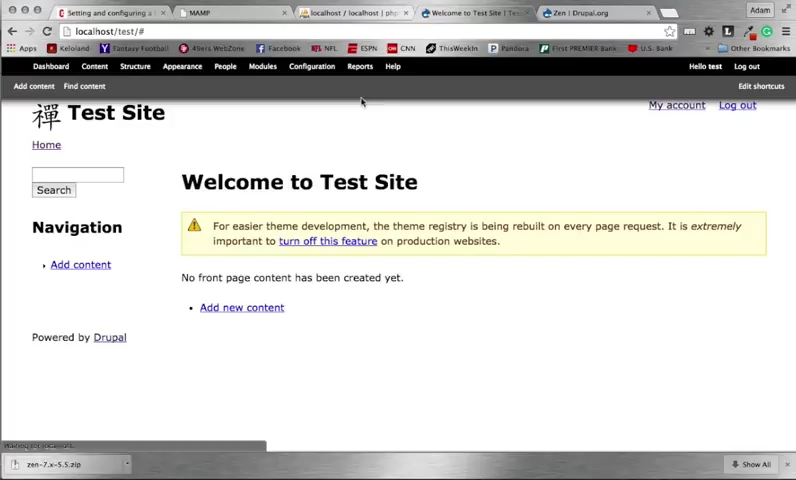 Setting and configuring a
MAMP
localhost / localhost | php
Welcome to Test Site | Tes
Zen | Drupal.org
Adam
localhost/test/#
Apps
Keloland
Fantasy Football
49ers WebZone
Facebook
NFL
ESPN
CNN
ThisWeekIn
Pandora
First PREMIER Bank
U.S. Bank
Other Bookmarks
Dashboard
Content
Structure
Appearance
People
Modules
Configuration
Reports
Help
Hello test
Log out
Add content
Find content
Edit shortcuts
禪 Test Site
My account
Log out
Home
Search
Navigation
Add content
Powered by Drupal
Welcome to Test Site
For easier theme development, the theme registry is being rebuilt on every page request. It is extremely
important to turn off this feature on production websites.
No front page content has been created yet.
Add new content
zen-7.x-5.5.zip
Show All